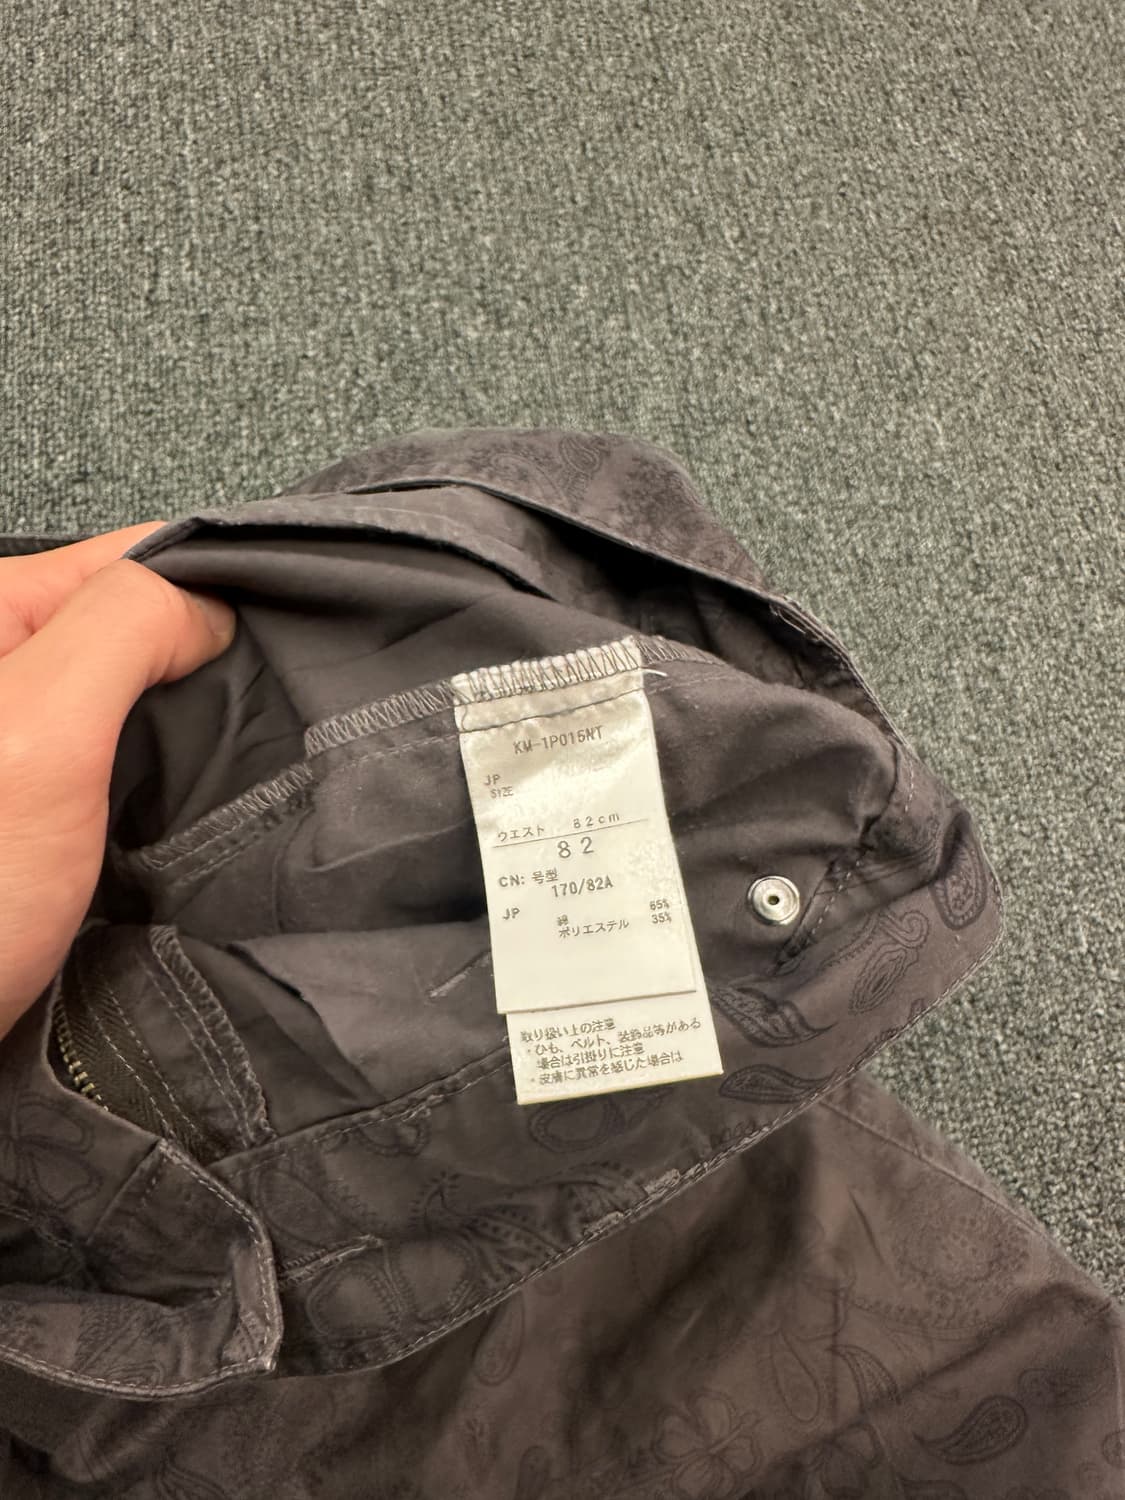 KM-1P015NT
JP
SIZE
ウエスト 82cm
82
CN: 号型
170/82A
JP 綿 65%
ポリエステル 35%
取り扱い上の注意
・ひも、ベルト、装飾品等がある
場合は引掛りに注意
・皮膚に異常を感じた場合は